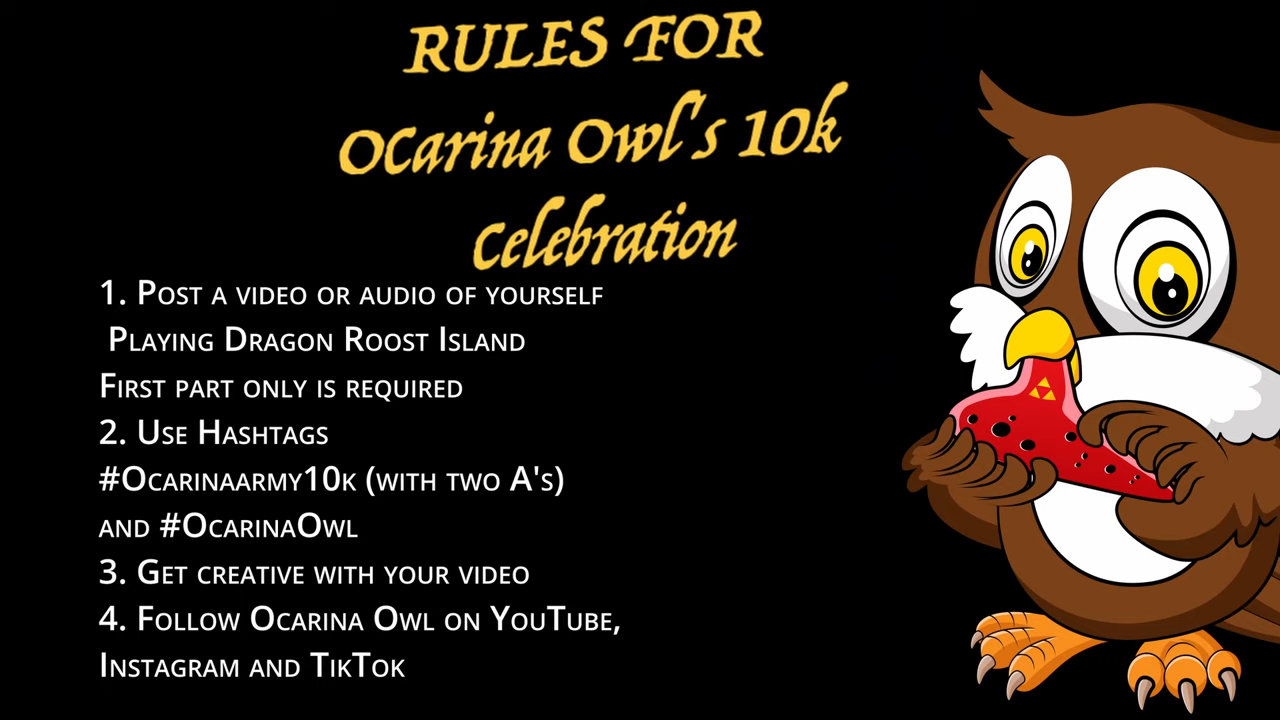 RULES FOR
Ocarina Owl's 10k
Celebration
1. Post a video or audio of yourself
Playing Dragon Roost Island
First part only is required
2. Use Hashtags
#Ocarinaarmy10k (with two A's)
and #OcarinaOwl
3. Get creative with your video
4. Follow Ocarina Owl on YouTube,
Instagram and TikTok